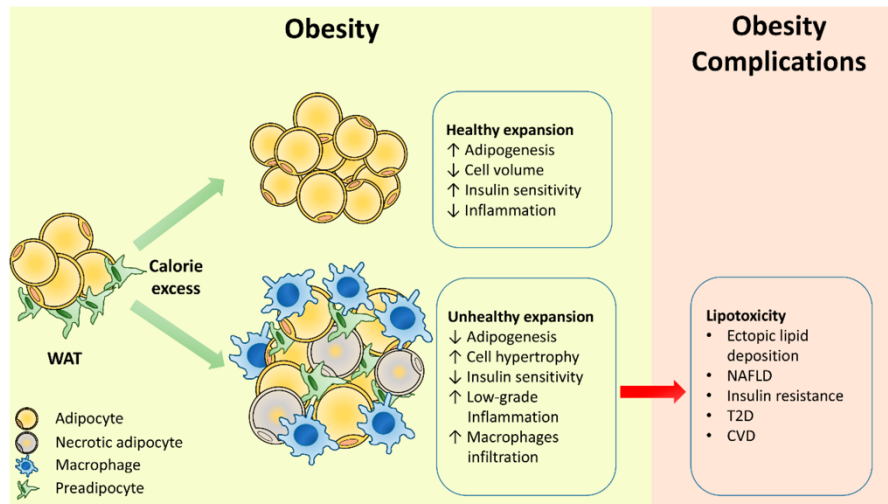 Obesity
Obesity
Complications
Healthy expansion
↑ Adipogenesis
↓ Cell volume
↑ Insulin sensitivity
↓ Inflammation
Calorie
excess
WAT
Unhealthy expansion
↓ Adipogenesis
↑ Cell hypertrophy
↓ Insulin sensitivity
↑ Low-grade
Inflammation
↑ Macrophages
infiltration
Lipotoxicity
• Ectopic lipid
deposition
• NAFLD
• Insulin resistance
• T2D
• CVD
Adipocyte
Necrotic adipocyte
Macrophage
Preadipocyte